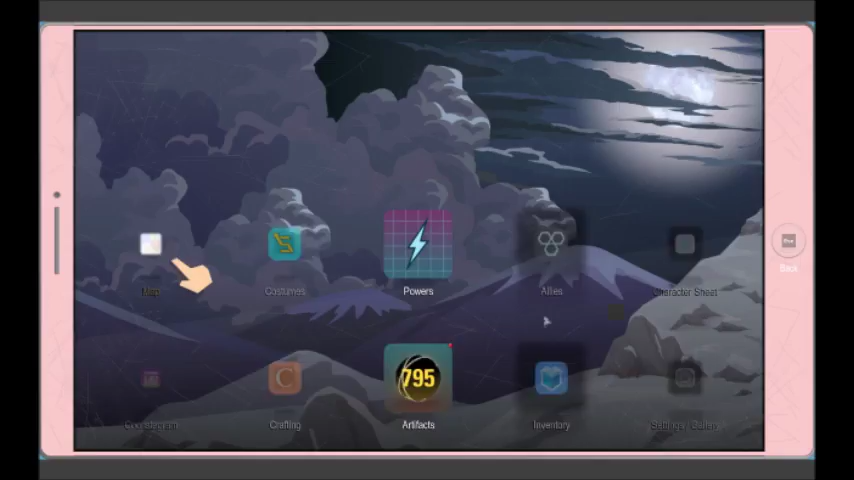 Map
Costumes
Powers
Allies
Character Sheet
Back
795
Crafting
Artifacts
Inventory